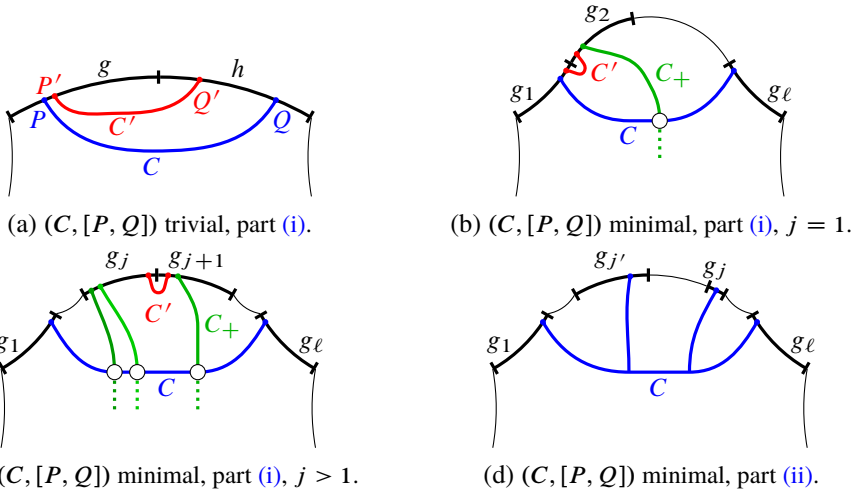 g h
P′ Q′
P C′ Q
C
(a) (C, [P, Q]) trivial, part (i).
g₂
g₁ C′ C₊ gℓ
C
(b) (C, [P, Q]) minimal, part (i), j = 1.
gⱼ gⱼ₊₁
g₁ C′ C₊ gℓ
C
(C, [P, Q]) minimal, part (i), j > 1.
gⱼ′ gⱼ
g₁ gℓ
C
(d) (C, [P, Q]) minimal, part (ii).